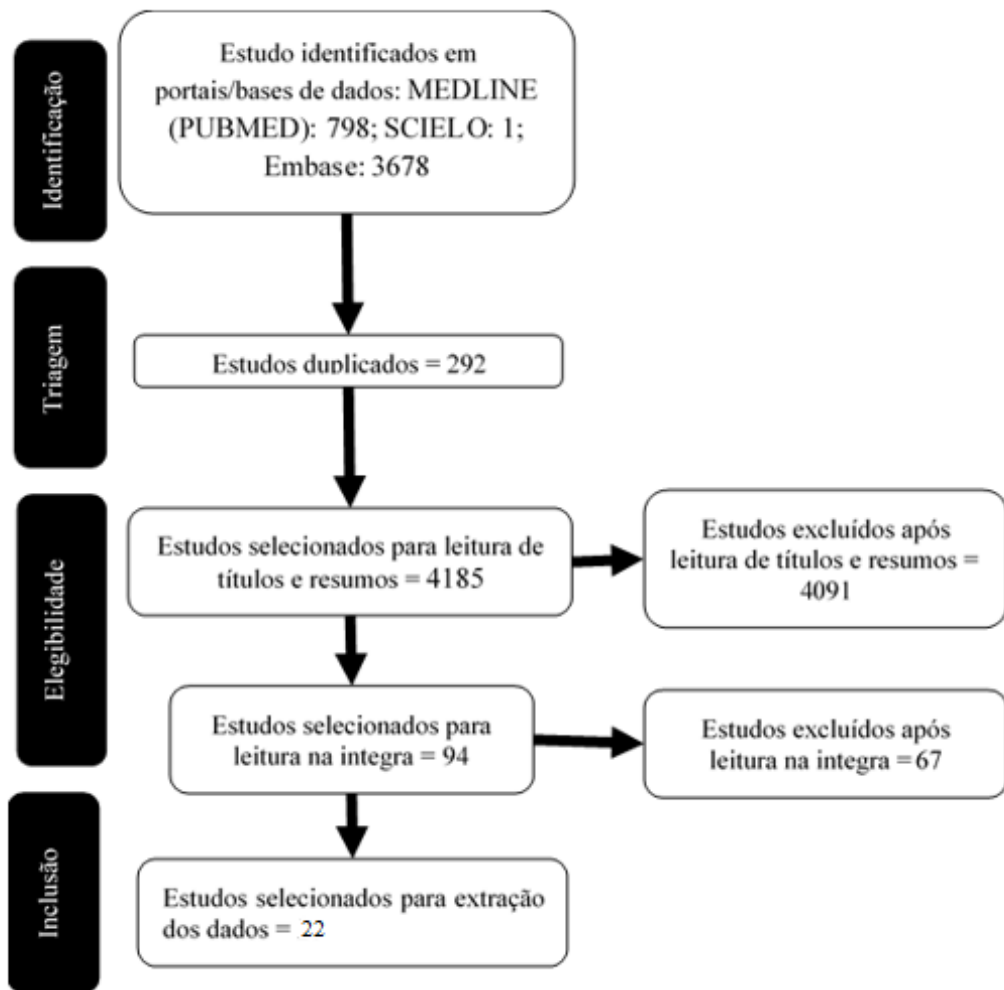 Identificação
Estudo identificados em
portais/bases de dados: MEDLINE
(PUBMED): 798; SCIELO: 1;
Embase: 3678
Triagem
Estudos duplicados = 292
Elegibilidade
Estudos selecionados para leitura de
títulos e resumos = 4185
Estudos excluídos após
leitura de títulos e resumos =
4091
Estudos selecionados para
leitura na integra = 94
Estudos excluídos após
leitura na integra = 67
Inclusão
Estudos selecionados para extração
dos dados = 22